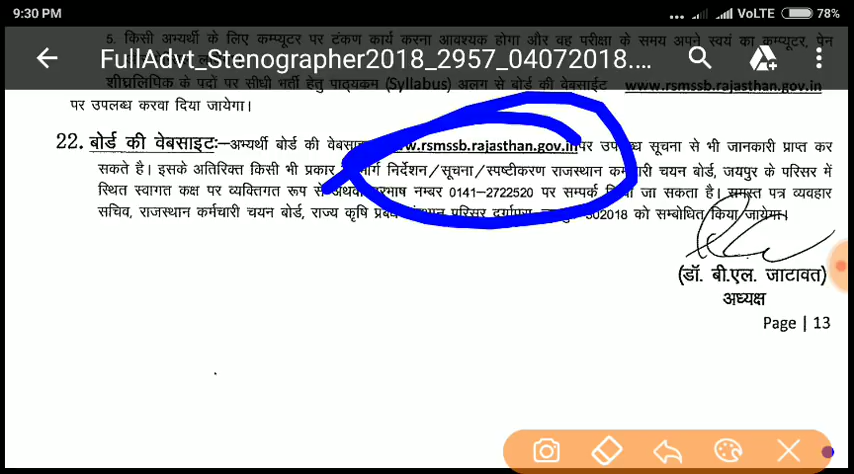 9:30 PM ... VoLTE 78%
5. किसी अभ्यर्थी के लिए कम्प्यूटर पर टंकण कार्य करना आवश्यक होगा और वह परीक्षा के समय अपने स्वयं का कम्प्यूटर, पेन
FullAdvt_Stenographer2018_2957_04072018....
शीघ्रलिपिक के पदों पर सीधी भर्ती हेतु पाठ्यकम (Syllabus) अलग से बोर्ड की वेबसाईट www.rsmssb.rajasthan.gov.in
पर उपलब्ध करवा दिया जायेगा।
22. बोर्ड की वेबसाइटः-अभ्यर्थी बोर्ड की www.rsmssb.rajasthan.gov.in पर सूचना से भी जानकारी प्राप्त कर
सकते है। इसके अतिरिक्त किसी भी प्रकार निर्देशन/सूचना/स्पष्टीकरण राजस्थान चयन बोर्ड, जयपुर के परिसर में
स्थित स्वागत कक्ष पर व्यक्तिगत रूप से नम्बर 0141-2722520 पर सम्पर्क जा सकता है। समस्त पत्र व्यवहार
सचिव, राजस्थान कर्मचारी चयन बोर्ड, राज्य कृषि परिसर 302018 को सम्बोधित किया जायेगा।
(डॉ. बी.एल. जाटावत)
अध्यक्ष
Page | 13